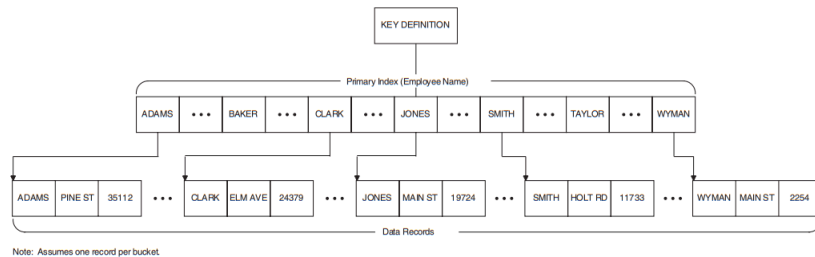 KEY DEFINITION
Primary Index (Employee Name)
ADAMS ••• BAKER ••• CLARK ••• JONES ••• SMITH ••• TAYLOR ••• WYMAN
ADAMS PINE ST 35112 ••• CLARK ELM AVE 24379 ••• JONES MAIN ST 19724 ••• SMITH HOLT RD 11733 ••• WYMAN MAIN ST 2254
Data Records
Note: Assumes one record per bucket.